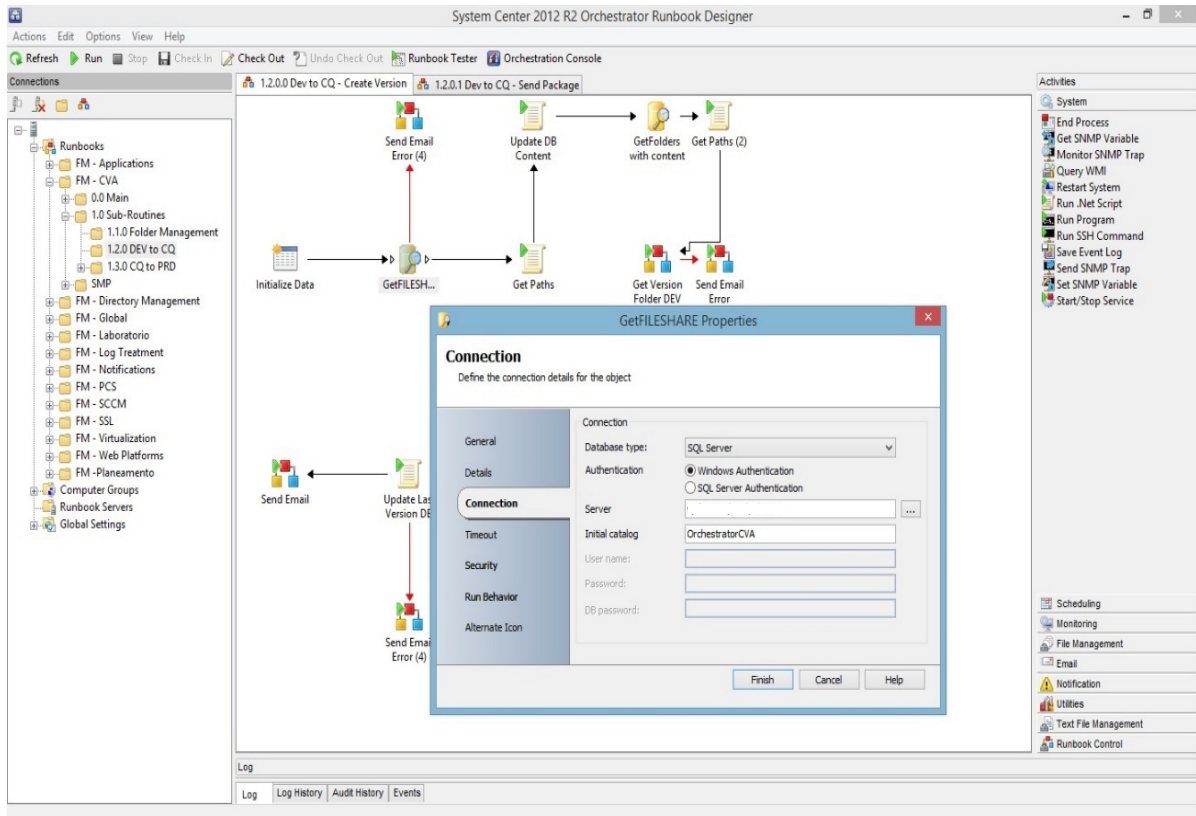 System Center 2012 R2 Orchestrator Runbook Designer
Actions Edit Options View Help
Refresh Run Stop Check In Check Out Undo Check Out Runbook Tester Orchestration Console
Connections
Runbooks
FM - Applications
FM - CVA
0.0 Main
1.0 Sub-Routines
1.1.0 Folder Management
1.2.0 DEV to CQ
1.3.0 CQ to PRD
SMP
FM - Directory Management
FM - Global
FM - Laboratorio
FM - Log Treatment
FM - Notifications
FM - PCS
FM - SCCM
FM - SSL
FM - Virtualization
FM - Web Platforms
FM -Planeamento
Computer Groups
Runbook Servers
Global Settings
1.2.0.0 Dev to CQ - Create Version
1.2.0.1 Dev to CQ - Send Package
Send Email
Error (4)
Update DB
Content
GetFolders
with content
Get Paths (2)
Initialize Data
GetFILESH...
Get Paths
Get Version
Folder DEV
Send Email
Error
Send Email
Update Las
Version DE
Send Emai
Error (4)
GetFILESHARE Properties
x
Connection
Define the connection details for the object
General
Details
Connection
Timeout
Security
Run Behavior
Alternate Icon
Connection
Database type: SQL Server
Authentication Windows Authentication
SQL Server Authentication
Server ...
Initial catalog OrchestratorCVA
User name:
Password:
DB password:
Finish Cancel Help
Activities
System
End Process
Get SNMP Variable
Monitor SNMP Trap
Query WMI
Restart System
Run .Net Script
Run Program
Run SSH Command
Save Event Log
Send SNMP Trap
Set SNMP Variable
Start/Stop Service
Scheduling
Monitoring
File Management
Email
Notification
Utilities
Text File Management
Runbook Control
Log
Log Log History Audit History Events